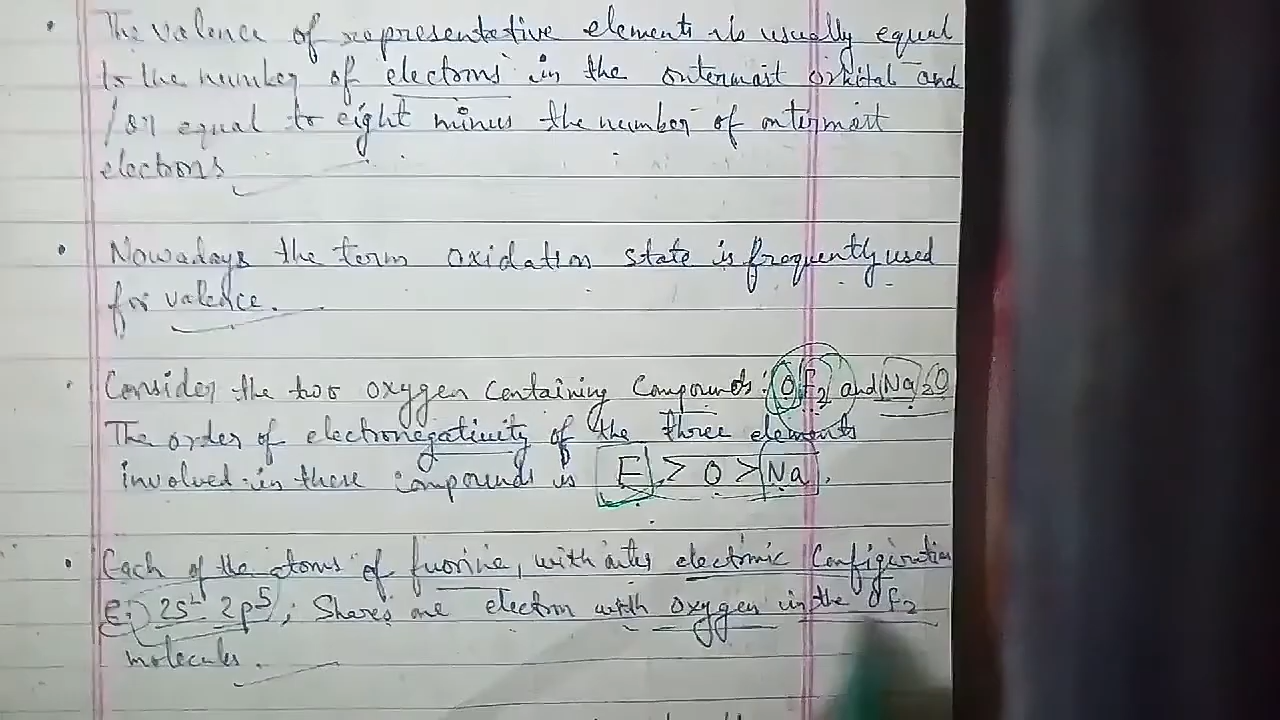 • The valence of representative elements is usually equal
to the number of electrons in the outermost orbital and
/or equal to eight minus the number of outermost
electrons
• Nowadays the term oxidation state is frequently used
for valence.
• Consider the two oxygen containing compounds: OF₂ and Na₂O
The order of electronegativity of the three elements
involved in these compounds is F > O > Na.
• Each of the atoms of fluorine, with outer electronic configuration
2s² 2p⁵, shares one electron with oxygen in the OF₂
molecules.